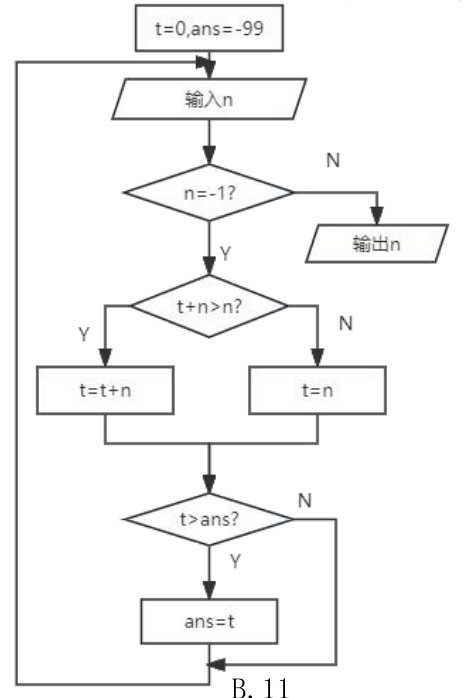 t=0,ans=-99
输入n
n=-1?
N
输出n
Y
t+n>n?
Y
N
t=t+n
t=n
t>ans?
N
Y
ans=t
B. 11